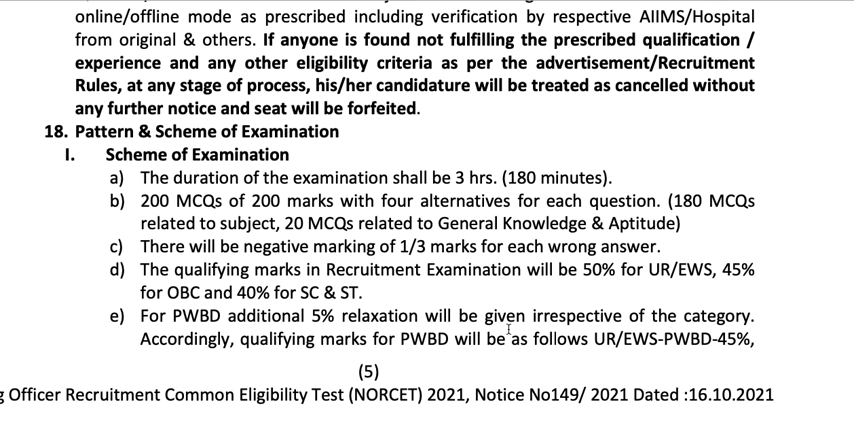 online/offline mode as prescribed including verification by respective AIIMS/Hospital
from original & others. If anyone is found not fulfilling the prescribed qualification /
experience and any other eligibility criteria as per the advertisement/Recruitment
Rules, at any stage of process, his/her candidature will be treated as cancelled without
any further notice and seat will be forfeited.
18. Pattern & Scheme of Examination
I. Scheme of Examination
a) The duration of the examination shall be 3 hrs. (180 minutes).
b) 200 MCQs of 200 marks with four alternatives for each question. (180 MCQs
related to subject, 20 MCQs related to General Knowledge & Aptitude)
c) There will be negative marking of 1/3 marks for each wrong answer.
d) The qualifying marks in Recruitment Examination will be 50% for UR/EWS, 45%
for OBC and 40% for SC & ST.
e) For PWBD additional 5% relaxation will be given irrespective of the category.
Accordingly, qualifying marks for PWBD will be as follows UR/EWS-PWBD-45%,
(5)
Officer Recruitment Common Eligibility Test (NORCET) 2021, Notice No149/ 2021 Dated :16.10.2021